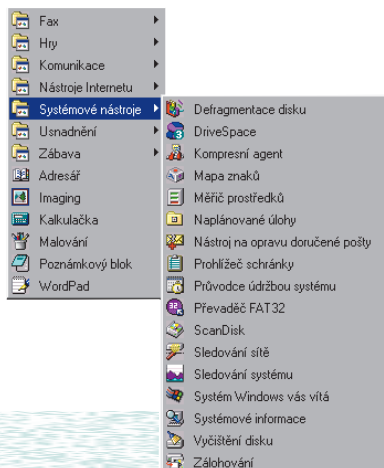 Fax
Hry
Komunikace
Nástroje Internetu
Systémové nástroje
Usnadnění
Zábava
Adresář
Imaging
Kalkulačka
Malování
Poznámkový blok
WordPad
Defragmentace disku
DriveSpace
Kompresní agent
Mapa znaků
Měřič prostředků
Naplánované úlohy
Nástroj na opravu doručené pošty
Prohlížeč schránky
Průvodce údržbou systému
Převaděč FAT32
ScanDisk
Sledování sítě
Sledování systému
Systém Windows vás vítá
Systémové informace
Vyčištění disku
Zálohování